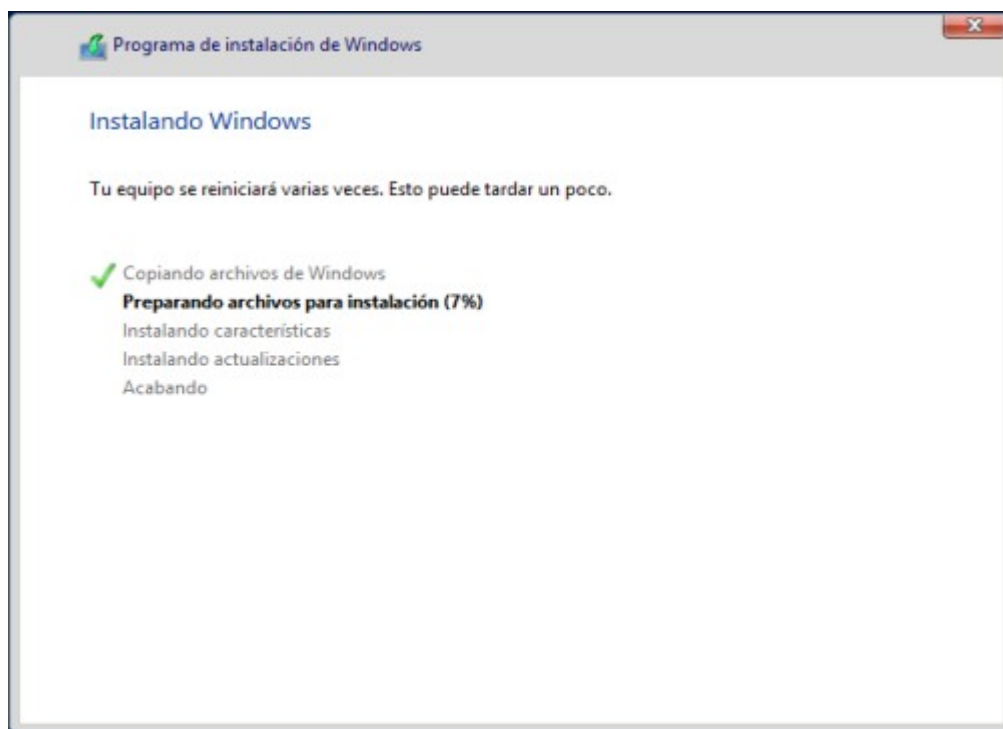 Programa de instalación de Windows
Instalando Windows
Tu equipo se reiniciará varias veces. Esto puede tardar un poco.
Copiando archivos de Windows
Preparando archivos para instalación (7%)
Instalando características
Instalando actualizaciones
Acabando